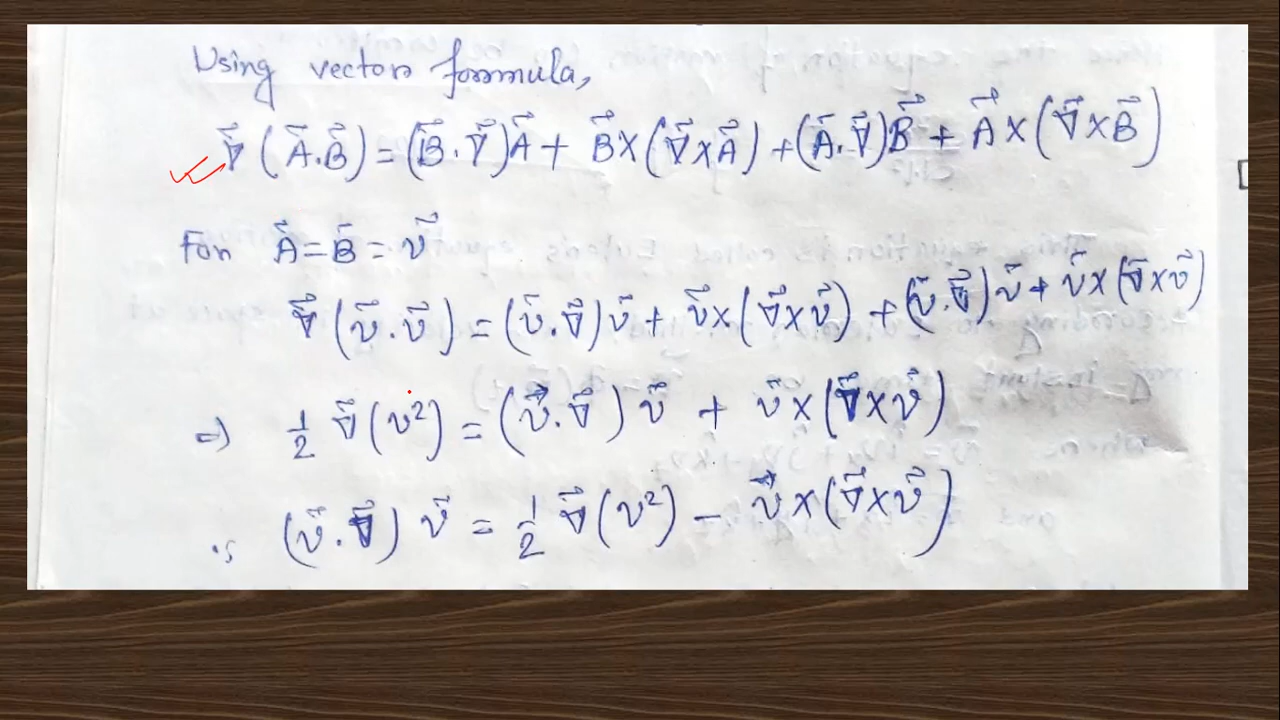 Using vector formula,
∇⃗(A⃗.B⃗) = (B⃗.∇⃗)A⃗ + B⃗×(∇⃗×A⃗) + (A⃗.∇⃗)B⃗ + A⃗×(∇⃗×B⃗)
For A⃗ = B⃗ = v⃗
∇⃗(v⃗.v⃗) = (v⃗.∇⃗)v⃗ + v⃗×(∇⃗×v⃗) + (v⃗.∇⃗)v⃗ + v⃗×(∇⃗×v⃗)
⇒ 1/2 ∇⃗(v²) = (v⃗.∇⃗)v⃗ + v⃗×(∇⃗×v⃗)
∴ (v⃗.∇⃗)v⃗ = 1/2 ∇⃗(v²) − v⃗×(∇⃗×v⃗)